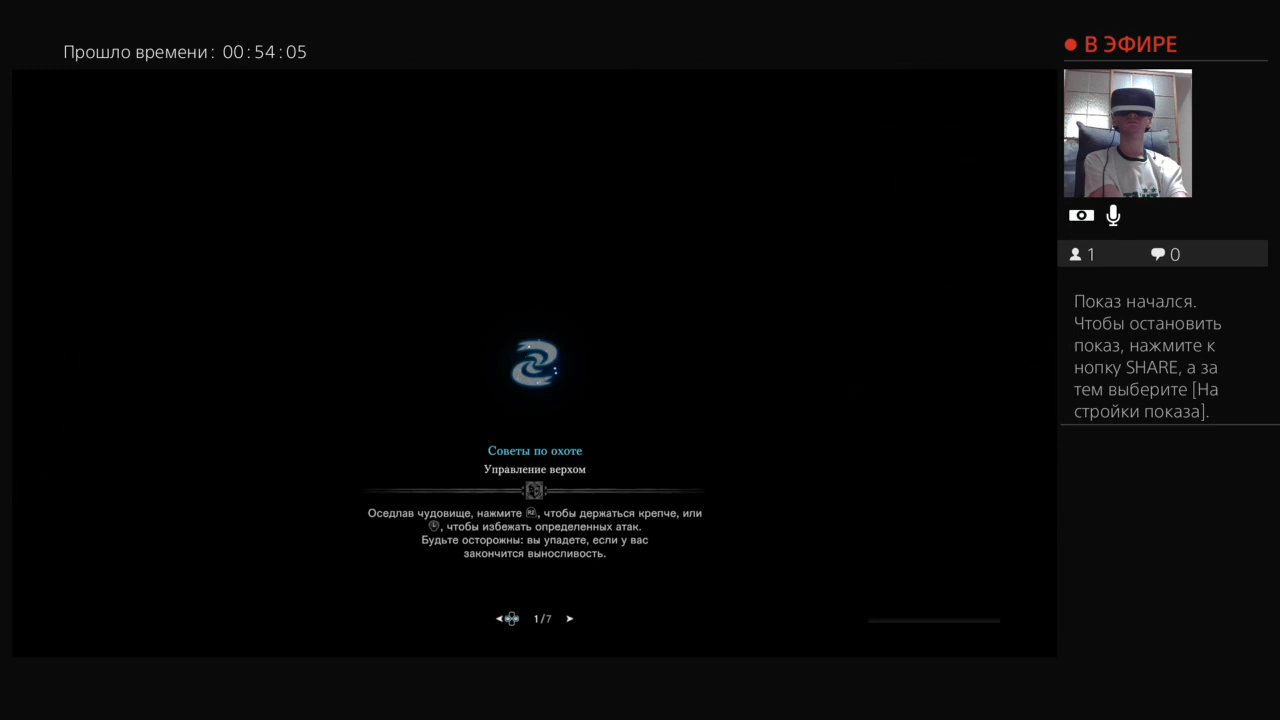 Прошло времени: 00:54:05
В ЭФИРЕ
1
0
Показ начался.
Чтобы остановить
показ, нажмите к
нопку SHARE, а за
тем выберите [На
стройки показа].
Советы по охоте
Управление верхом
Оседлав чудовище, нажмите R2, чтобы держаться крепче, или
L, чтобы избежать определенных атак.
Будьте осторожны: вы упадете, если у вас
закончится выносливость.
1/7